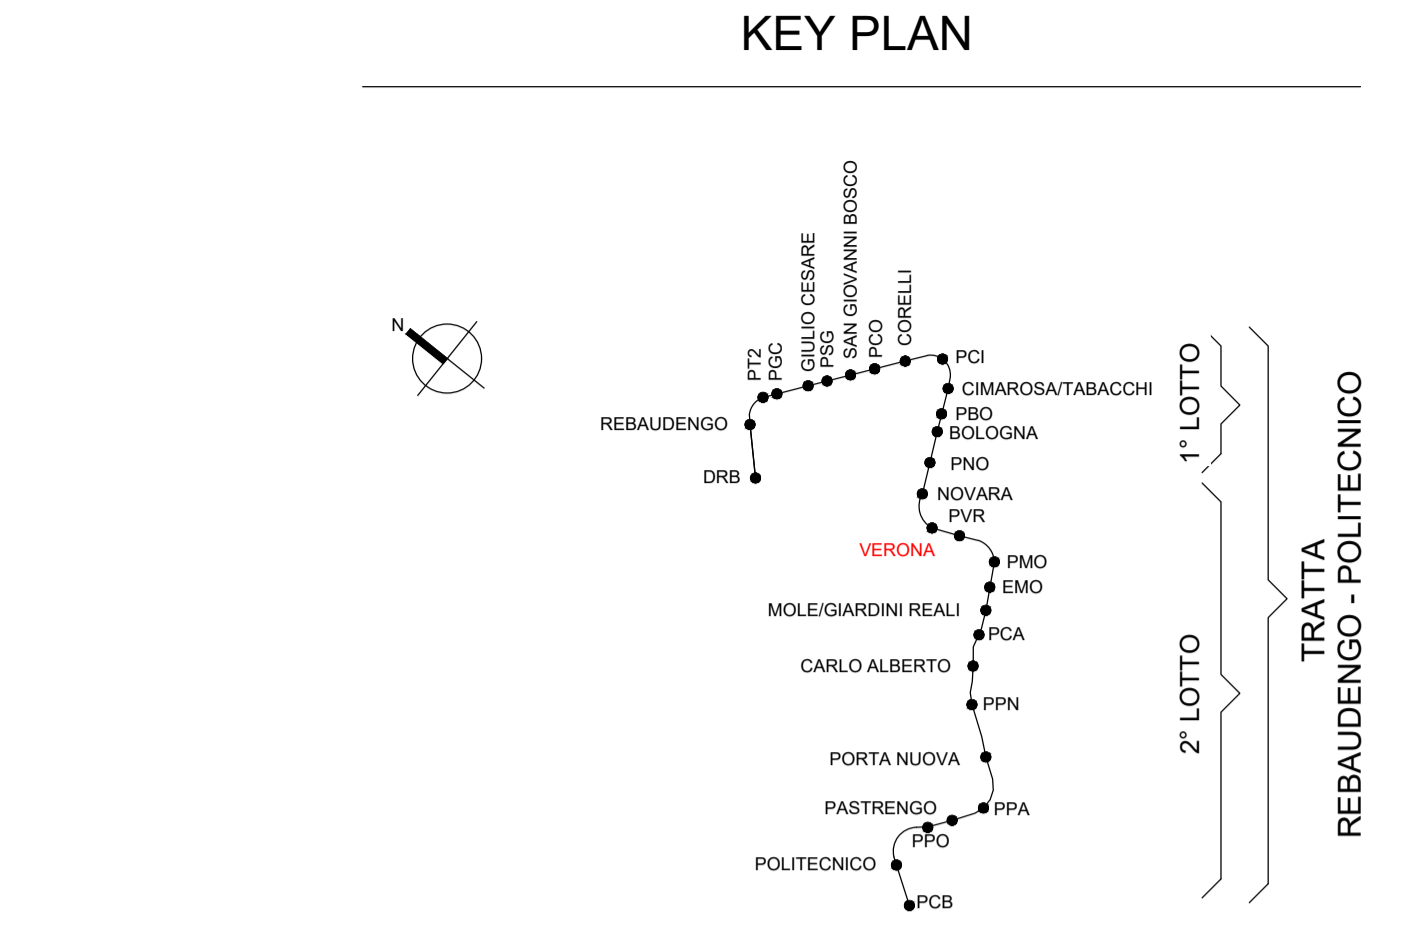 KEY PLAN
N
PT2
PGC
GIULIO CESARE
PSG
SAN GIOVANNI BOSCO
PCO
CORELLI
PCI
CIMAROSA/TABACCHI
REBAUDENGO
PBO
BOLOGNA
DRB
PNO
NOVARA
PVR
VERONA
PMO
EMO
MOLE/GIARDINI REALI
PCA
CARLO ALBERTO
PPN
PORTA NUOVA
PASTRENGO
PPA
PPO
POLITECNICO
PCB
1° LOTTO
2° LOTTO
TRATTA
REBAUDENGO - POLITECNICO